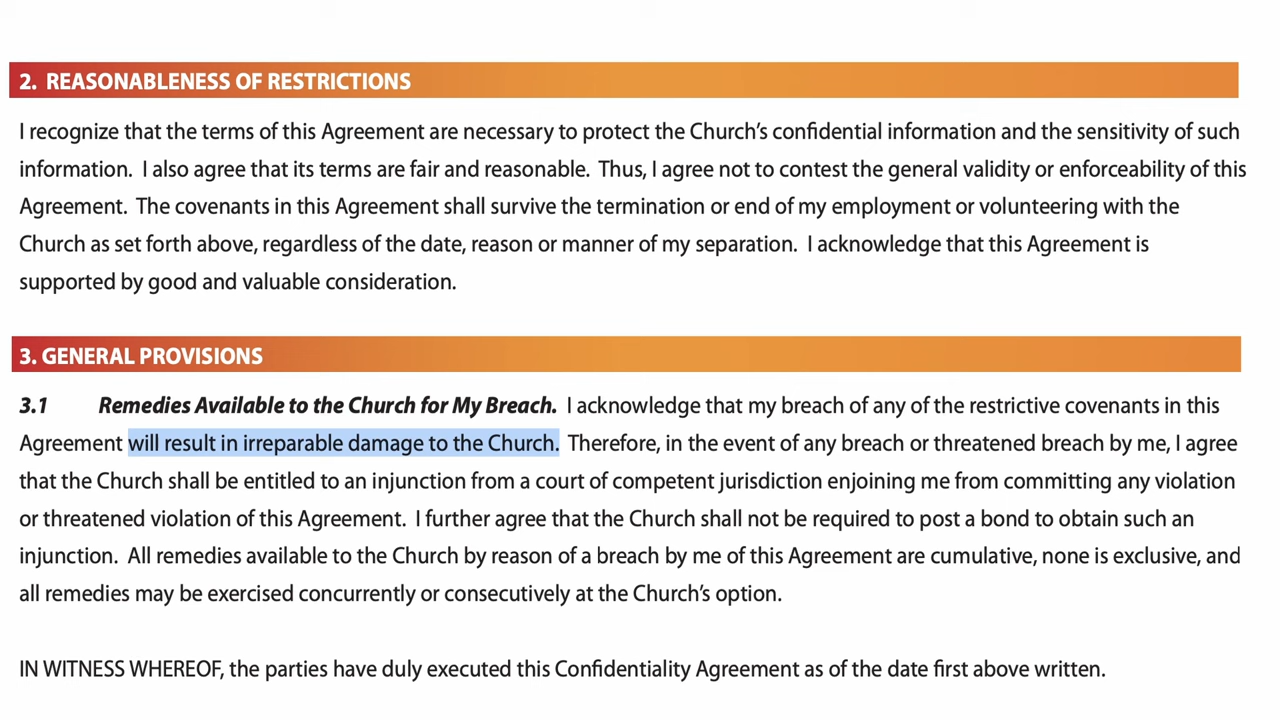 2. REASONABLENESS OF RESTRICTIONS
I recognize that the terms of this Agreement are necessary to protect the Church's confidential information and the sensitivity of such
information. I also agree that its terms are fair and reasonable. Thus, I agree not to contest the general validity or enforceability of this
Agreement. The covenants in this Agreement shall survive the termination or end of my employment or volunteering with the
Church as set forth above, regardless of the date, reason or manner of my separation. I acknowledge that this Agreement is
supported by good and valuable consideration.
3. GENERAL PROVISIONS
3.1 Remedies Available to the Church for My Breach. I acknowledge that my breach of any of the restrictive covenants in this
Agreement will result in irreparable damage to the Church. Therefore, in the event of any breach or threatened breach by me, I agree
that the Church shall be entitled to an injunction from a court of competent jurisdiction enjoining me from committing any violation
or threatened violation of this Agreement. I further agree that the Church shall not be required to post a bond to obtain such an
injunction. All remedies available to the Church by reason of a breach by me of this Agreement are cumulative, none is exclusive, and
all remedies may be exercised concurrently or consecutively at the Church's option.
IN WITNESS WHEREOF, the parties have duly executed this Confidentiality Agreement as of the date first above written.